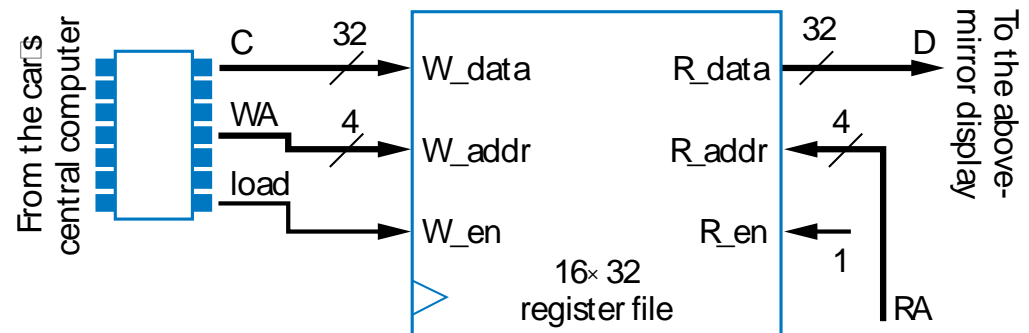 From the car□s
central computer
C
32
WA
4
load
W_data
W_addr
W_en
R_data
R_addr
R_en
16× 32
register file
32
D
4
1
RA
To the above-
mirror display